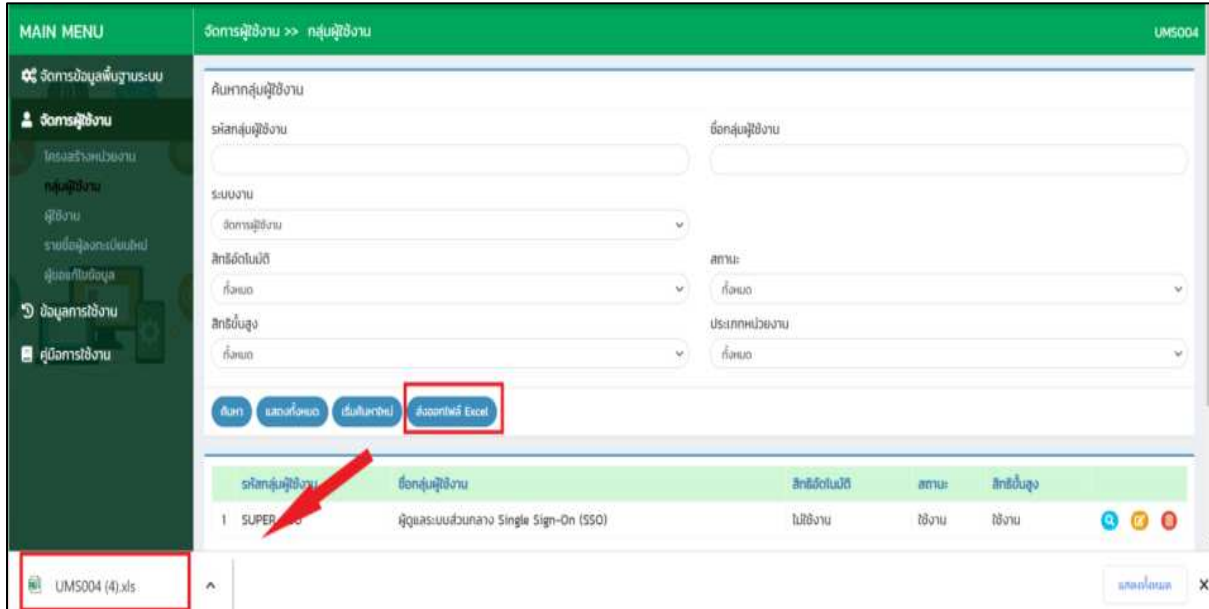 MAIN MENU
จัดการผู้ใช้งาน >> กลุ่มผู้ใช้งาน
UMS004
จัดการข้อมูลพื้นฐานระบบ
จัดการผู้ใช้งาน
โครงสร้างหน่วยงาน
กลุ่มผู้ใช้งาน
ผู้ใช้งาน
รายชื่อผู้ลงทะเบียนใหม่
ผู้ขอแก้ไขข้อมูล
ข้อมูลการใช้งาน
คู่มือการใช้งาน
ค้นหากลุ่มผู้ใช้งาน
รหัสกลุ่มผู้ใช้งาน
ชื่อกลุ่มผู้ใช้งาน
ระบบงาน
จัดการผู้ใช้งาน
สิทธิอัตโนมัติ
สถานะ
ทั้งหมด
ทั้งหมด
สิทธิขั้นสูง
ประเภทหน่วยงาน
ทั้งหมด
ทั้งหมด
ค้นหา แสดงทั้งหมด เริ่มค้นหาใหม่ ส่งออกไฟล์ Excel
รหัสกลุ่มผู้ใช้งาน ชื่อกลุ่มผู้ใช้งาน สิทธิอัตโนมัติ สถานะ สิทธิขั้นสูง
1 SUPER ผู้ดูแลระบบส่วนกลาง Single Sign-On (SSO) ไม่ใช้งาน ใช้งาน ใช้งาน
UMS004 (4).xls
แสดงทั้งหมด X